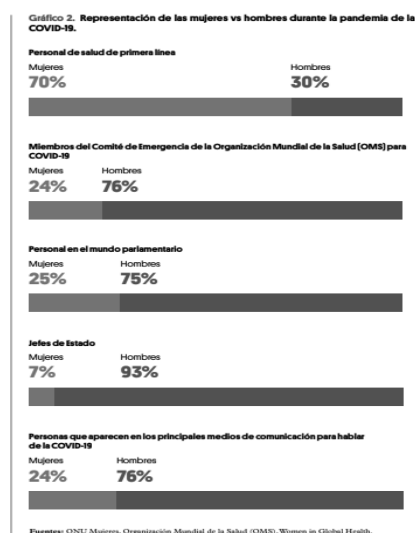 Gráfico 2. Representación de las mujeres vs hombres durante la pandemia de la
COVID-19.
Personal de salud de primera línea
Mujeres Hombres
70% 30%
Miembros del Comité de Emergencia de la Organización Mundial de la Salud (OMS) para
COVID-19
Mujeres Hombres
24% 76%
Personal en el mundo parlamentario
Mujeres Hombres
25% 75%
Jefes de Estado
Mujeres Hombres
7% 93%
Personas que aparecen en los principales medios de comunicación para hablar
de la COVID-19
Mujeres Hombres
24% 76%
Fuentes: ONU Mujeres, Organización Mundial de la Salud (OMS), Women in Global Health.